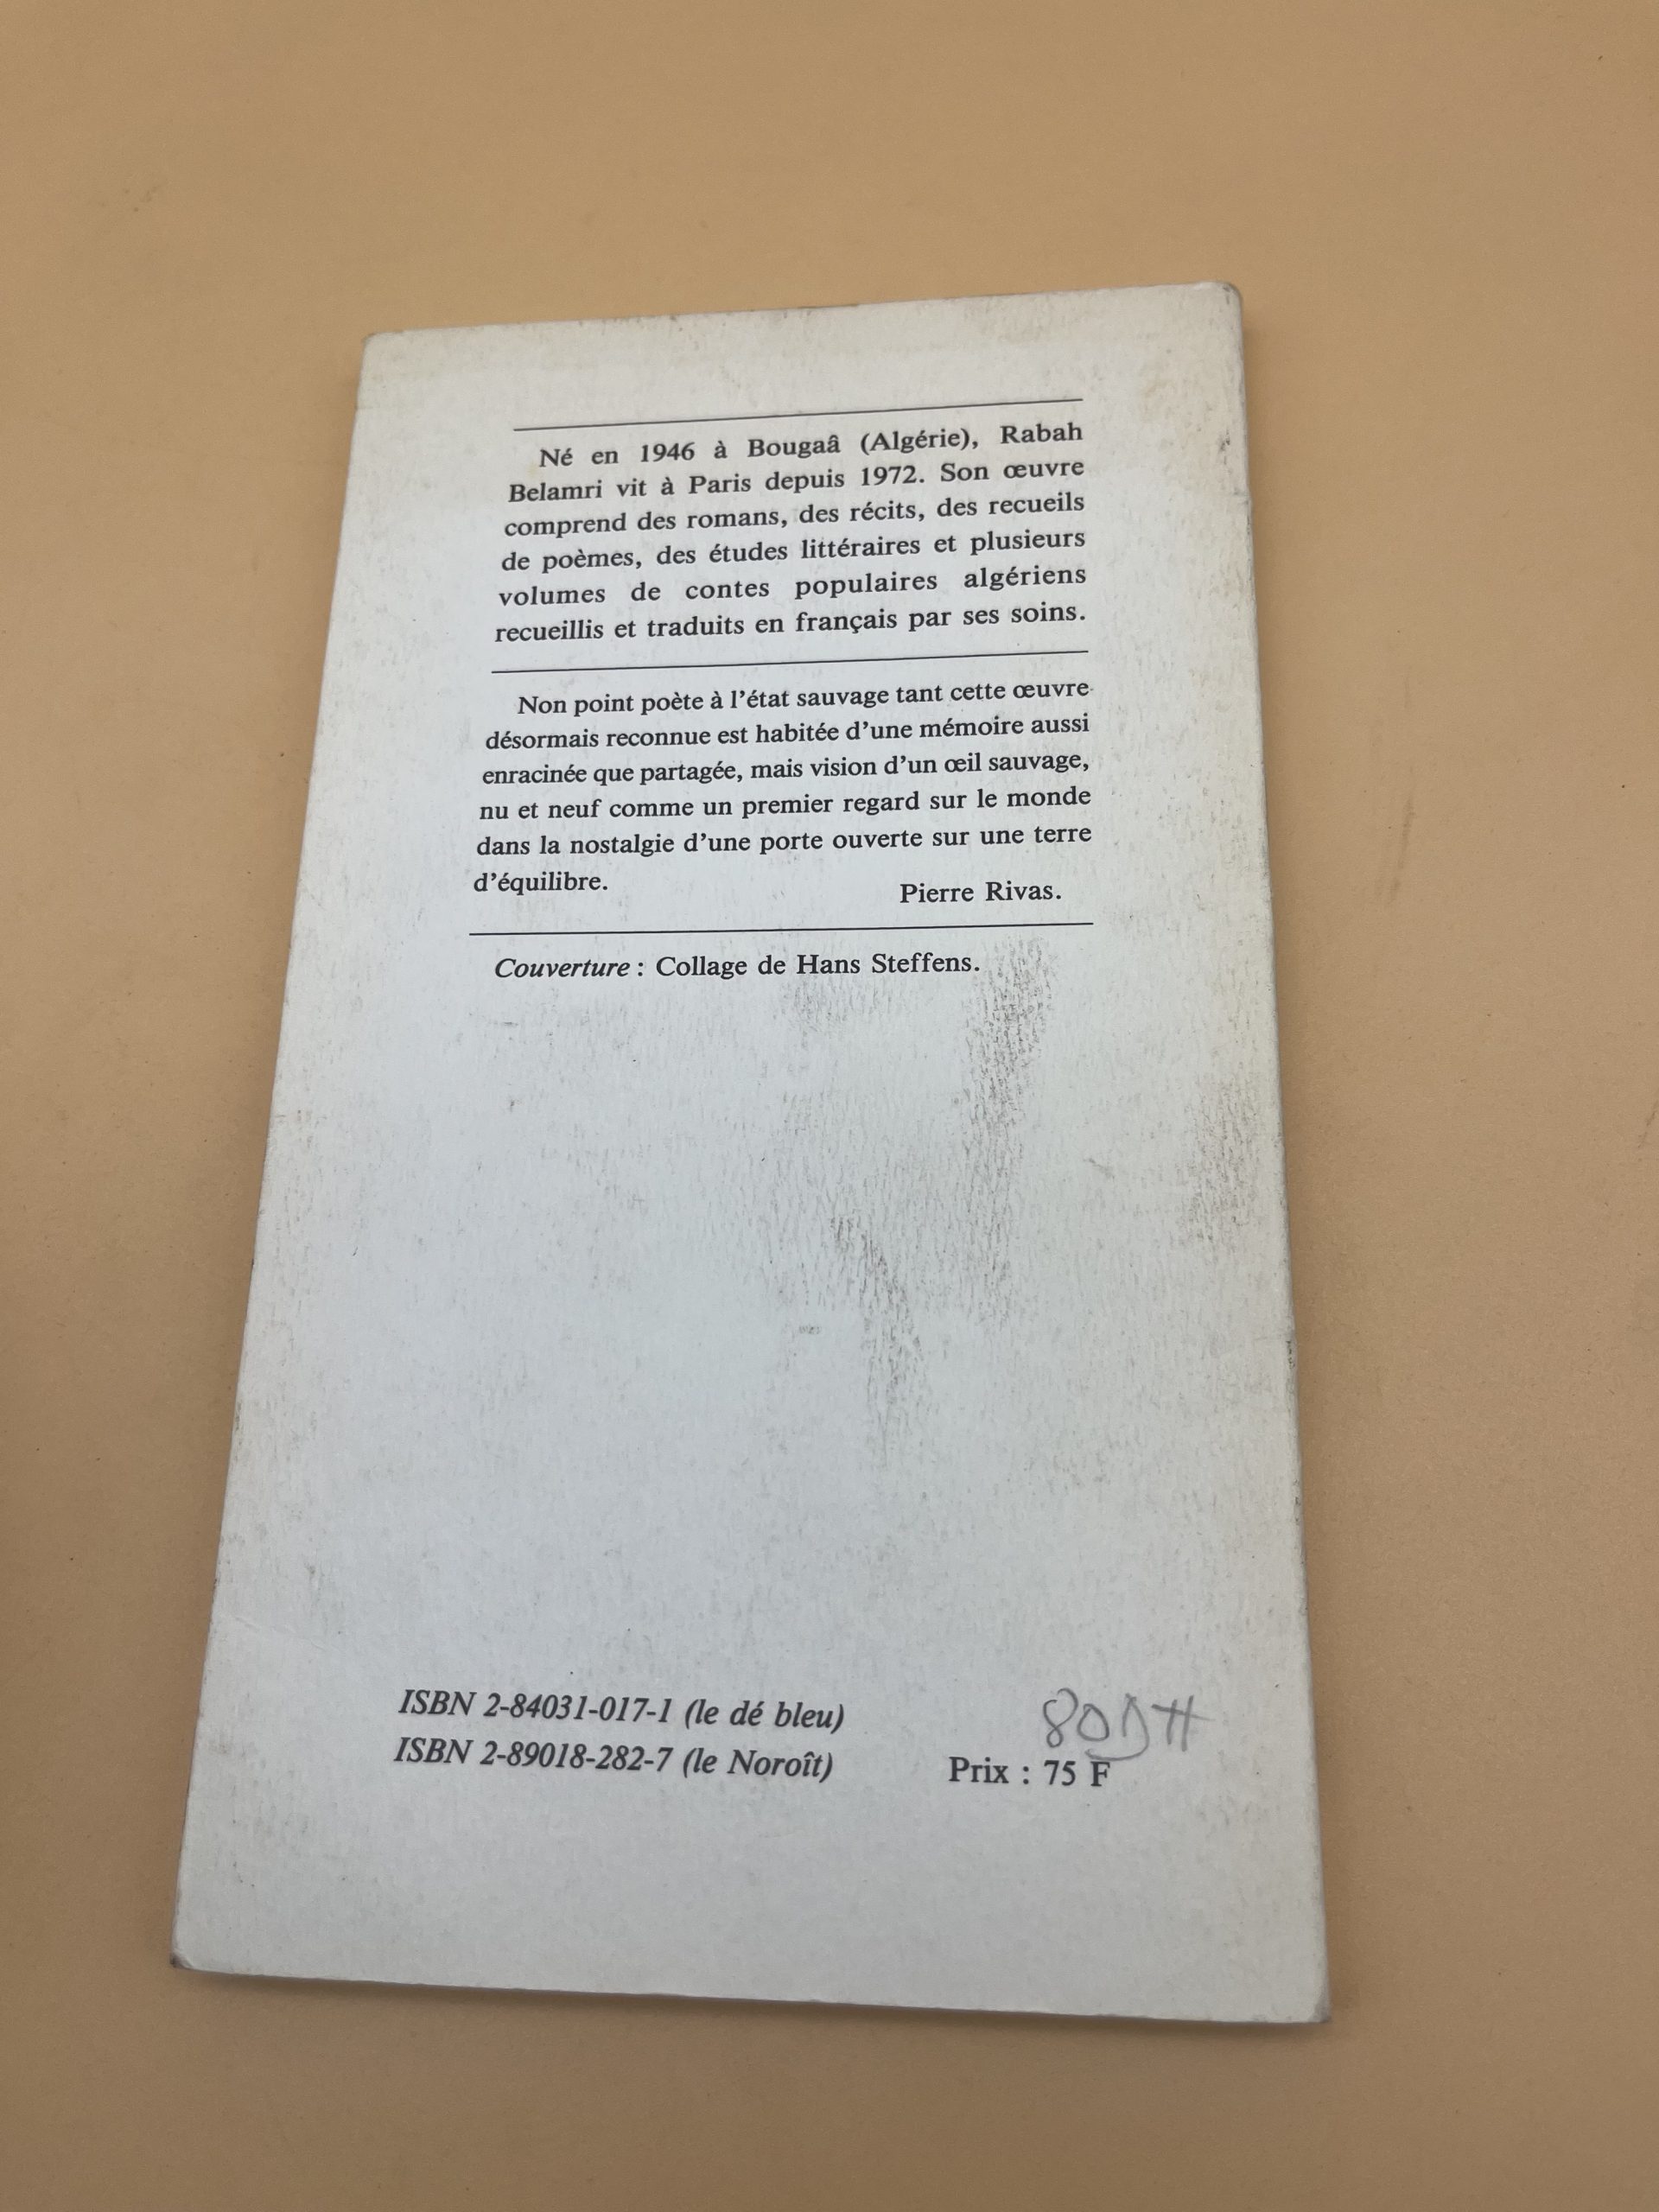 Né en 1946 à Bougaâ (Algérie), Rabah
Belamri vit à Paris depuis 1972. Son œuvre
comprend des romans, des récits, des recueils
de poèmes, des études littéraires et plusieurs
volumes de contes populaires algériens
recueillis et traduits en français par ses soins.
Non point poète à l'état sauvage tant cette œuvre
désormais reconnue est habitée d'une mémoire aussi
enracinée que partagée, mais vision d'un œil sauvage,
nu et neuf comme un premier regard sur le monde
dans la nostalgie d'une porte ouverte sur une terre
d'équilibre.
Pierre Rivas.
Couverture : Collage de Hans Steffens.
ISBN 2-84031-017-1 (le dé bleu)
ISBN 2-89018-282-7 (le Noroît)
80DH
Prix : 75 F